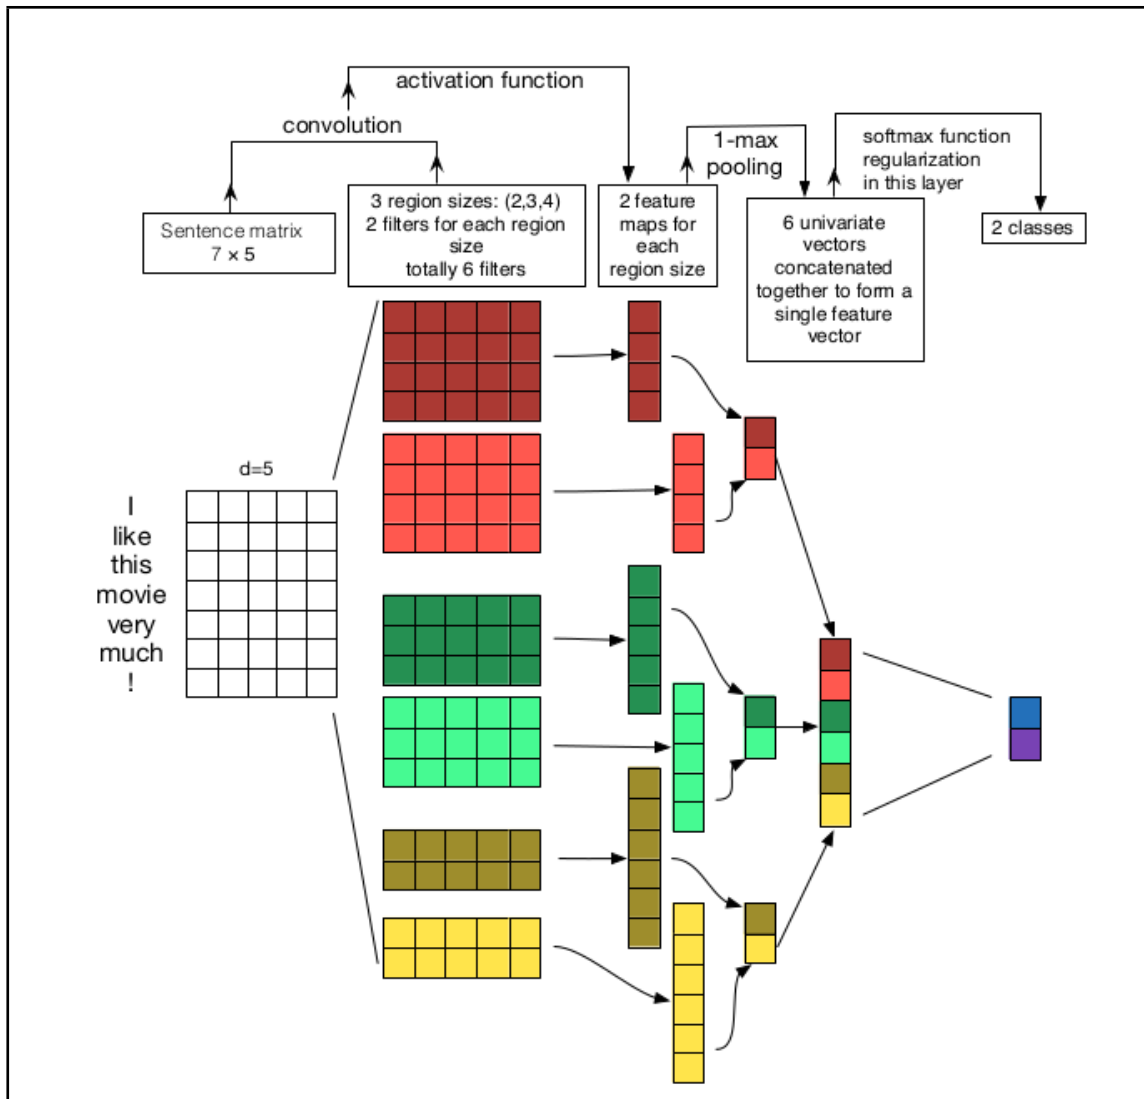 activation function
convolution
1-max
pooling
softmax function
regularization
in this layer
Sentence matrix
7 × 5
3 region sizes: (2,3,4)
2 filters for each region
size
totally 6 filters
2 feature
maps for
each
region size
6 univariate
vectors
concatenated
together to form a
single feature
vector
2 classes
d=5
I
like
this
movie
very
much
!